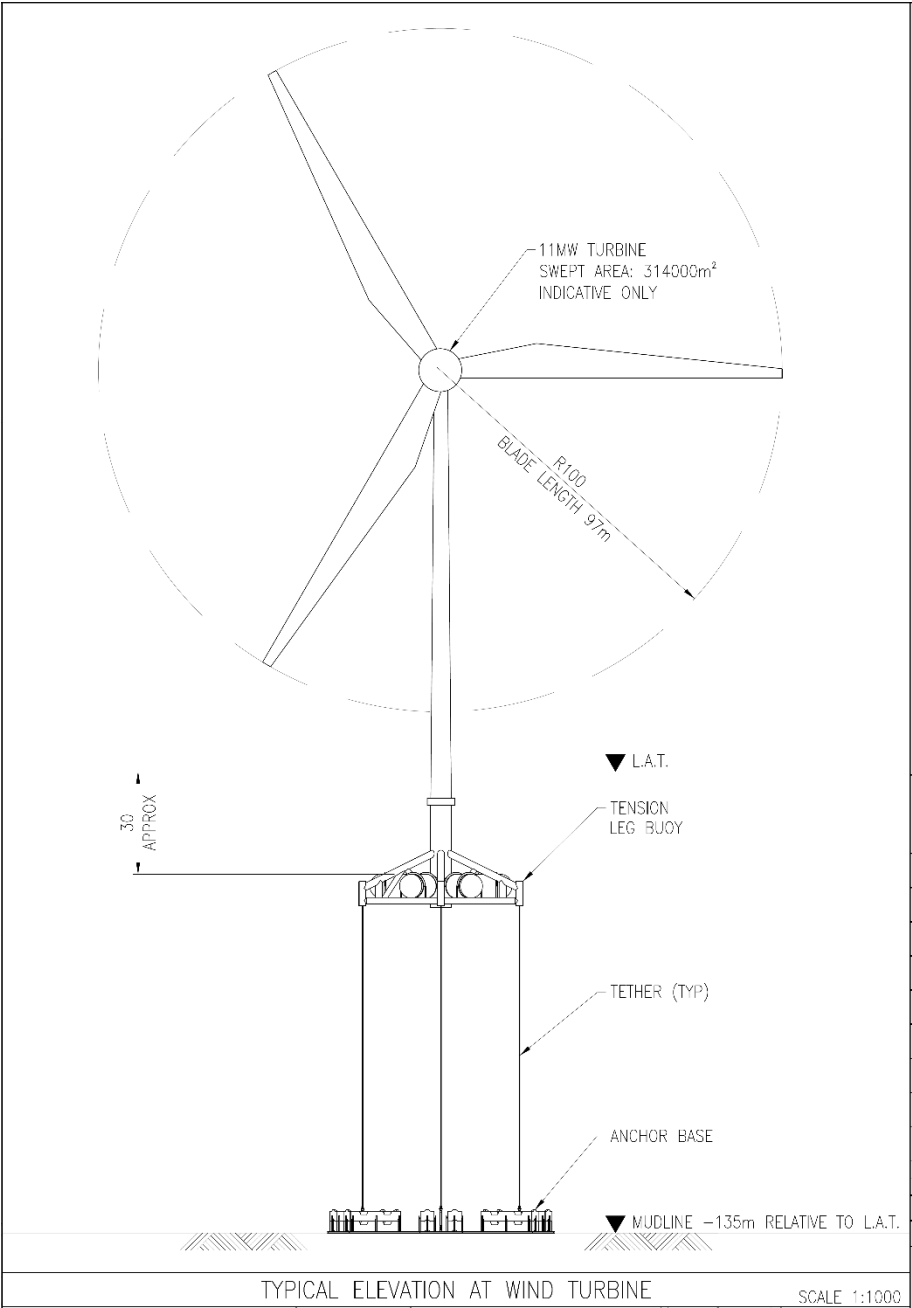 11MW TURBINE
SWEPT AREA: 314000m²
INDICATIVE ONLY
R100
BLADE LENGTH 97m
L.A.T.
30
APPROX
TENSION
LEG BUOY
TETHER (TYP)
ANCHOR BASE
MUDLINE -135m RELATIVE TO L.A.T.
TYPICAL ELEVATION AT WIND TURBINE
SCALE 1:1000